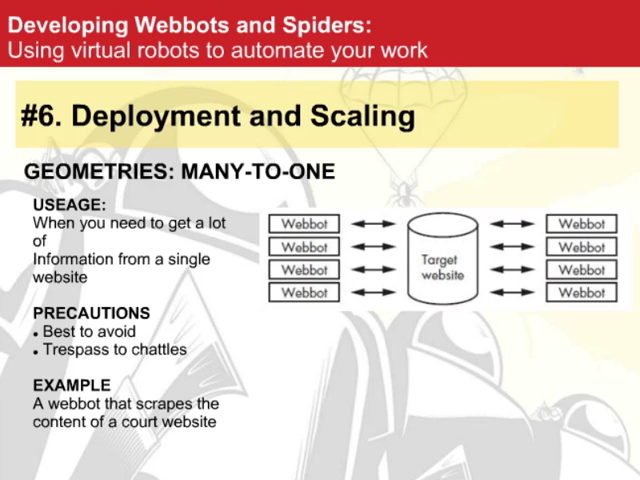 Developing Webbots and Spiders:
Using virtual robots to automate your work
#6. Deployment and Scaling
GEOMETRIES: MANY-TO-ONE
USEAGE:
When you need to get a lot
of
Information from a single
website
PRECAUTIONS
• Best to avoid
• Trespass to chattles
EXAMPLE
A webbot that scrapes the
content of a court website
Webbot
Webbot
Webbot
Webbot
Target
website
Webbot
Webbot
Webbot
Webbot